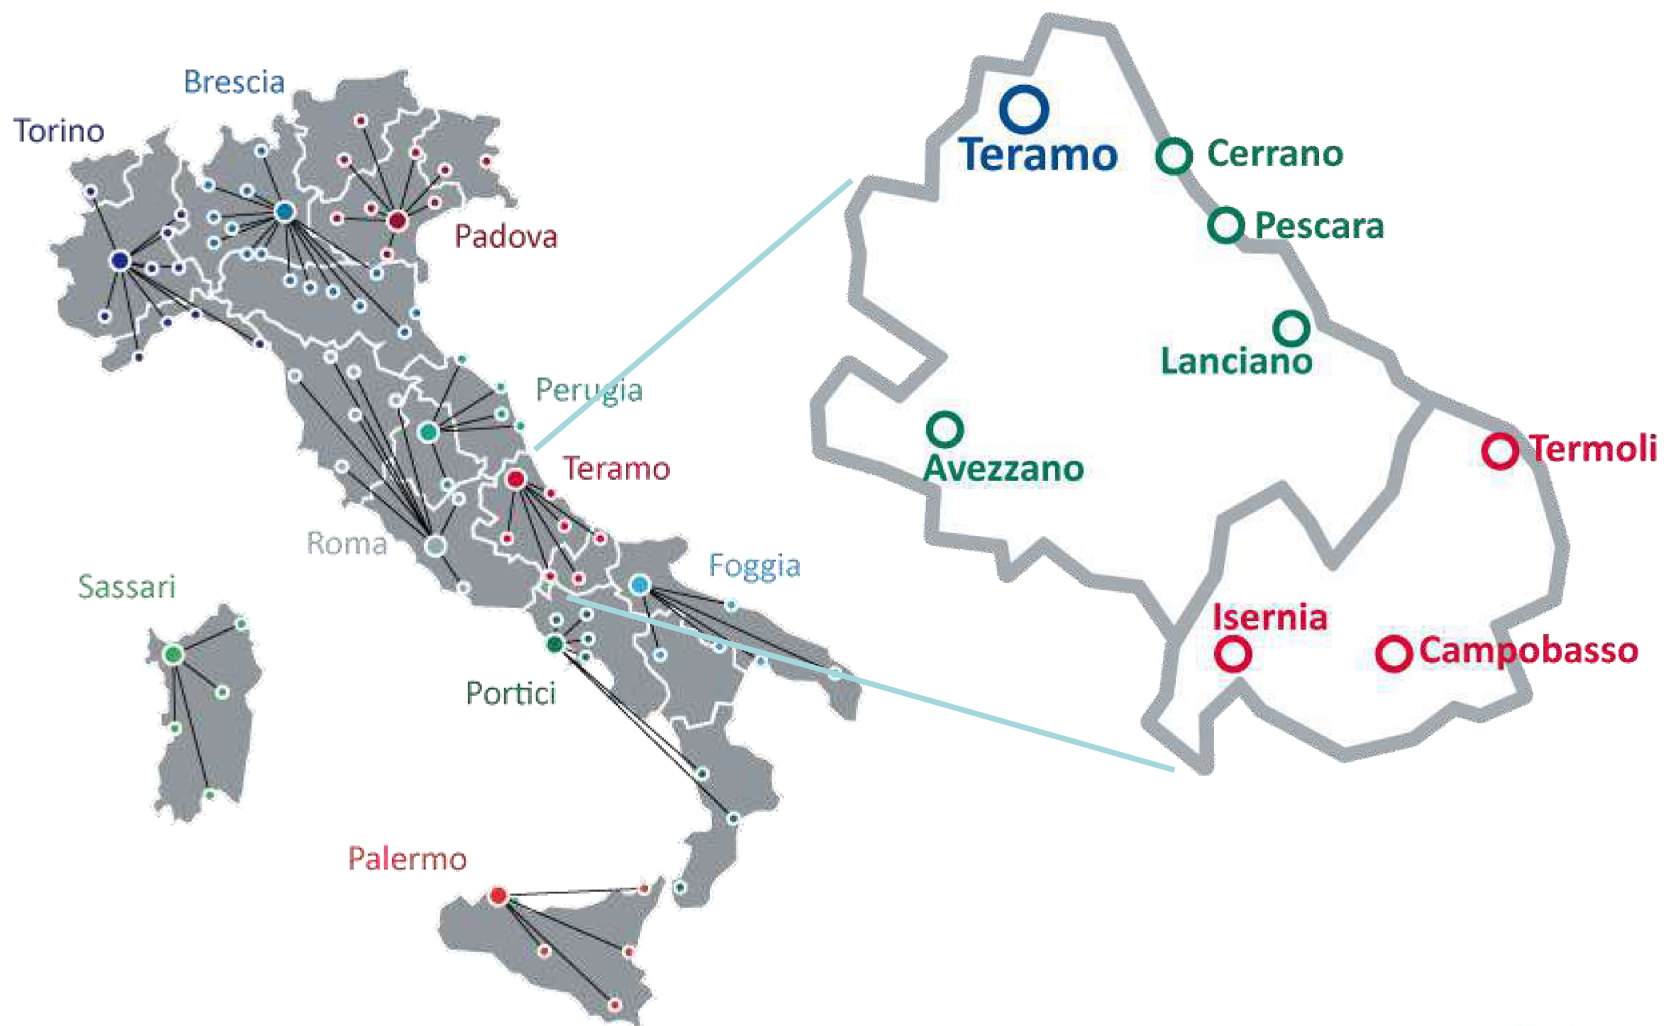 Brescia
Torino
Padova
Perugia
Teramo
Roma
Foggia
Sassari
Portici
Palermo
Teramo
Cerrano
Pescara
Lanciano
Avezzano
Termoli
Isernia
Campobasso